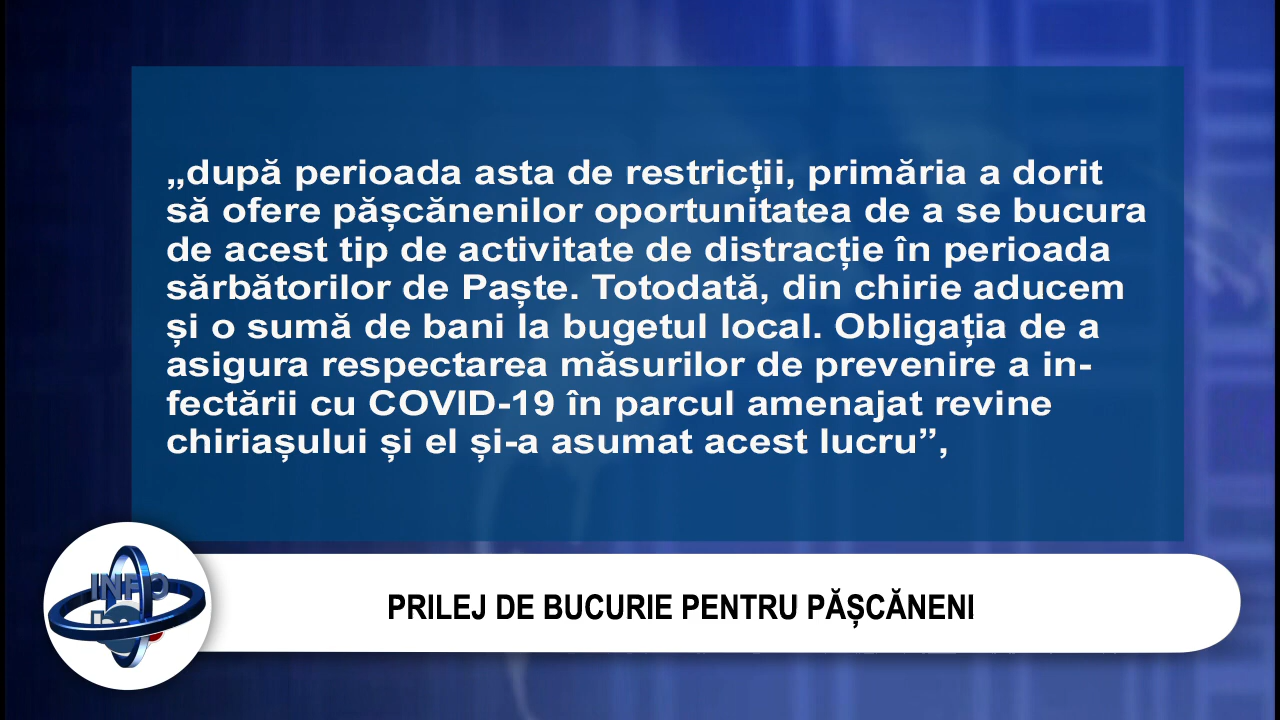 „după perioada asta de restricții, primăria a dorit
să ofere pășcănenilor oportunitatea de a se bucura
de acest tip de activitate de distracție în perioada
sărbătorilor de Paște. Totodată, din chirie aducem
și o sumă de bani la bugetul local. Obligația de a
asigura respectarea măsurilor de prevenire a in-
fectării cu COVID-19 în parcul amenajat revine
chiriașului și el și-a asumat acest lucru”,
INFO
PRILEJ DE BUCURIE PENTRU PĂȘCĂNENI